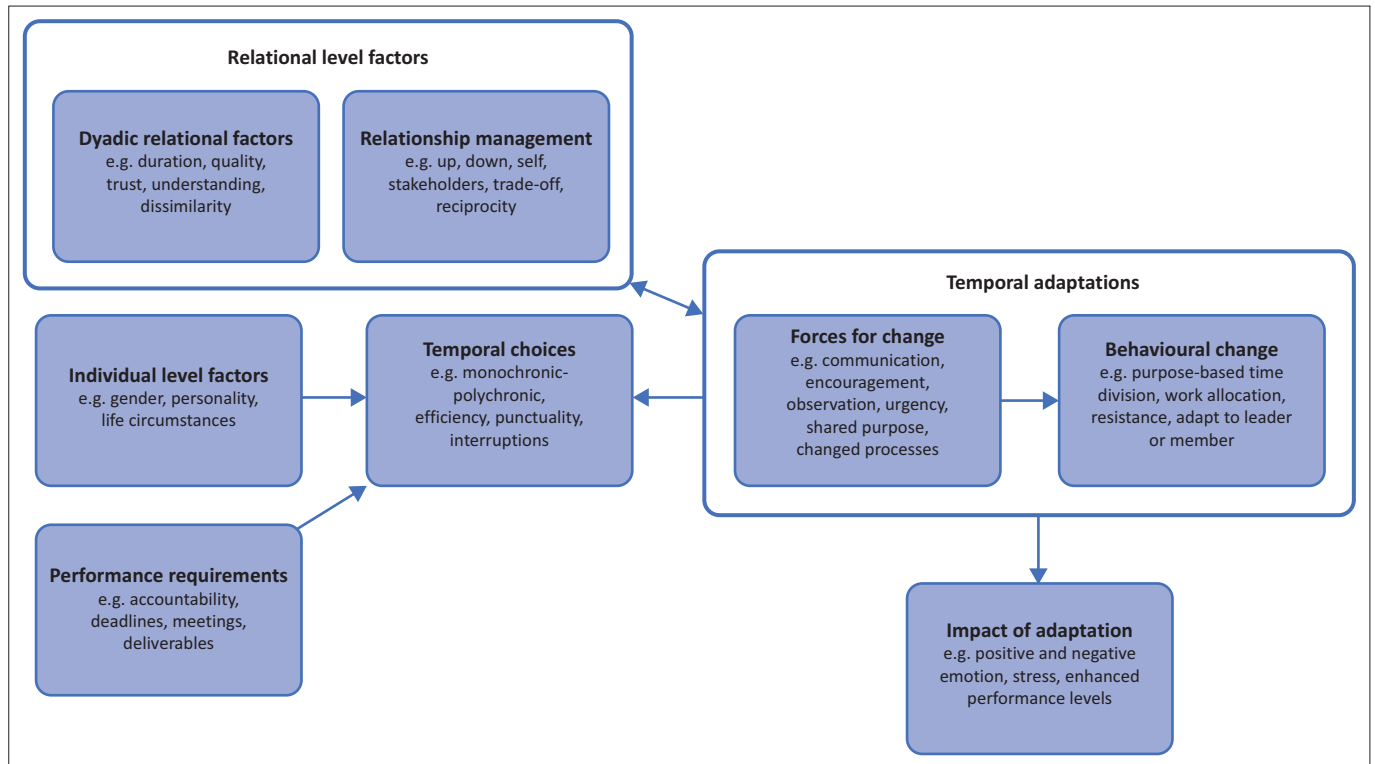 Relational level factors
Dyadic relational factors
e.g. duration, quality,
trust, understanding,
dissimilarity
Relationship management
e.g. up, down, self,
stakeholders, trade-off,
reciprocity
Temporal adaptations
Individual level factors
e.g. gender, personality,
life circumstances
Temporal choices
e.g. monochronic-
polychronic,
efficiency, punctuality,
interruptions
Forces for change
e.g. communication,
encouragement,
observation, urgency,
shared purpose,
changed processes
Behavioural change
e.g. purpose-based time
division, work allocation,
resistance, adapt to leader
or member
Performance requirements
e.g. accountability,
deadlines, meetings,
deliverables
Impact of adaptation
e.g. positive and negative
emotion, stress, enhanced
performance levels